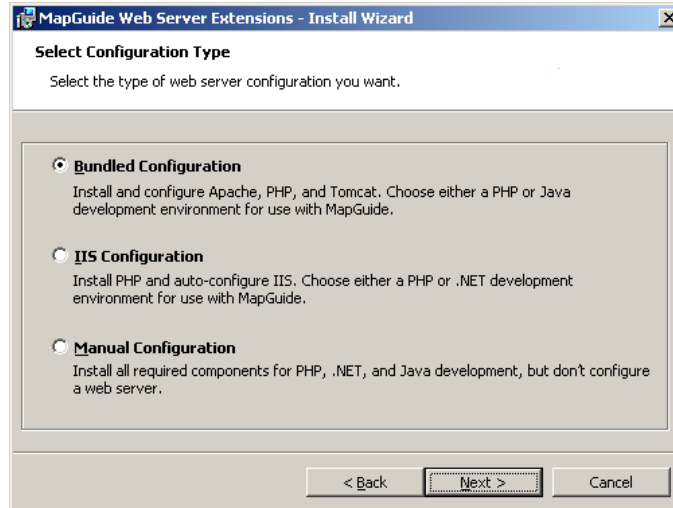 MapGuide Web Server Extensions - Install Wizard
Select Configuration Type
Select the type of web server configuration you want.
Bundled Configuration
Install and configure Apache, PHP, and Tomcat. Choose either a PHP or Java
development environment for use with MapGuide.
IIS Configuration
Install PHP and auto-configure IIS. Choose either a PHP or .NET development
environment for use with MapGuide.
Manual Configuration
Install all required components for PHP, .NET, and Java development, but don't configure
a web server.
< Back Next > Cancel